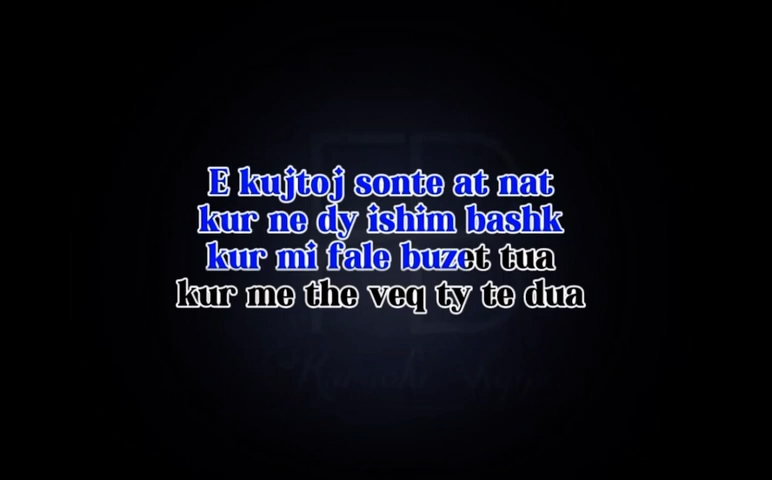 E kujtoj sonte at nat
kur ne dy ishim bashk
kur mi fale buzet tua
kur me the veq ty te dua